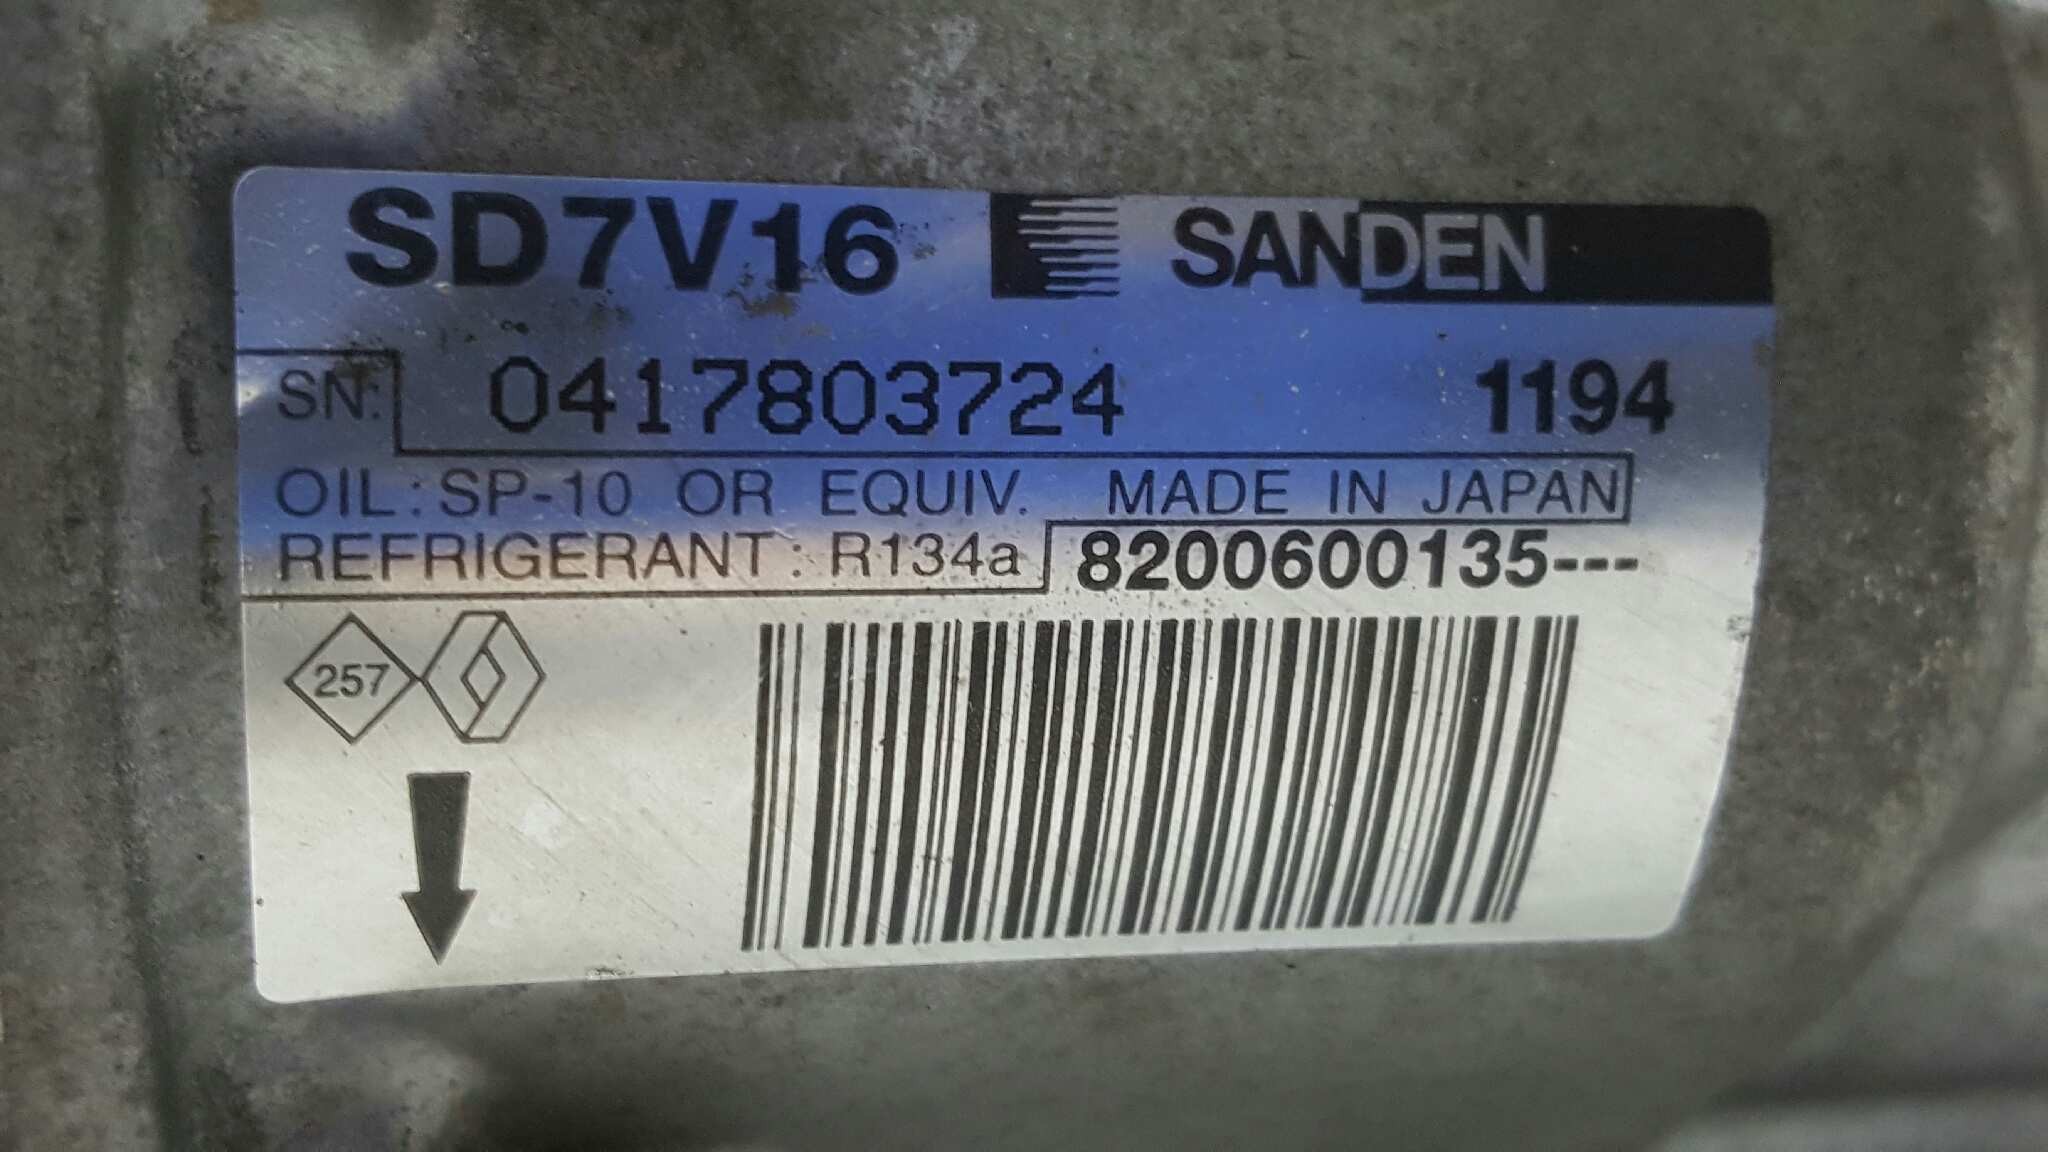 SD7V16 SANDEN
SN: 0417803724 1194
OIL: SP-10 OR EQUIV. MADE IN JAPAN
REFRIGERANT: R134a 8200600135---
257